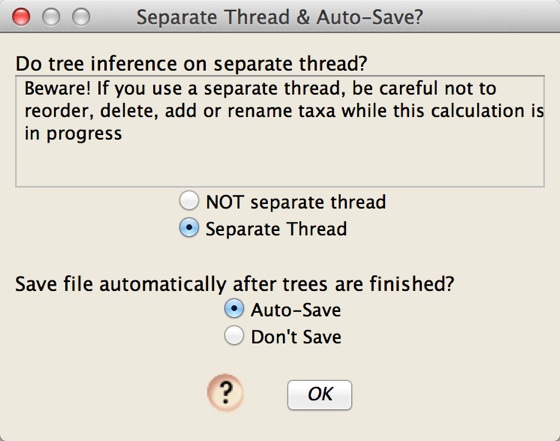 Separate Thread & Auto-Save?
Do tree inference on separate thread?
Beware! If you use a separate thread, be careful not to
reorder, delete, add or rename taxa while this calculation is
in progress
NOT separate thread
Separate Thread
Save file automatically after trees are finished?
Auto-Save
Don't Save
?
OK